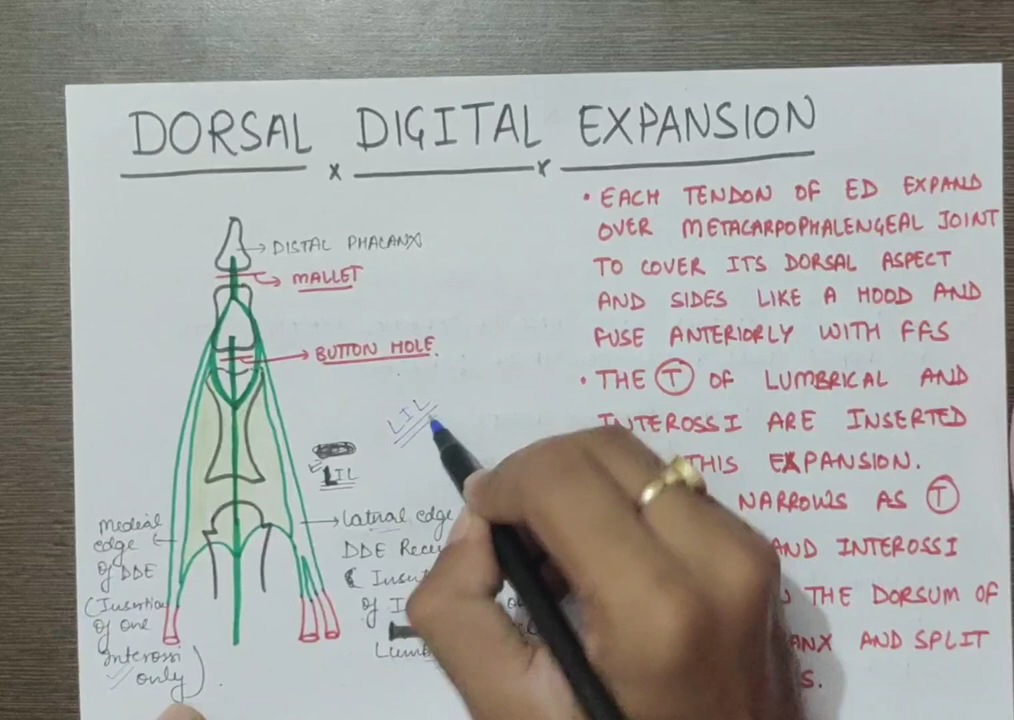 DORSAL DIGITAL EXPANSION
DISTAL PHALANX
MALLET
BUTTON HOLE.
LIL
LIL
Medial
edge
of DDE
(Insertion
of one
Interossi
only)
Lateral edge
DDE
of
• EACH TENDON OF ED EXPAND
OVER METACARPOPHALENGEAL JOINT
TO COVER ITS DORSAL ASPECT
AND SIDES LIKE A HOOD AND
FUSE ANTERIORLY WITH FFS
• THE T OF LUMBRICAL AND
INTEROSSI ARE INSERTED
THIS EXPANSION.
NARROWS AS T
AND INTEROSSI
THE DORSUM OF
AND SPLIT